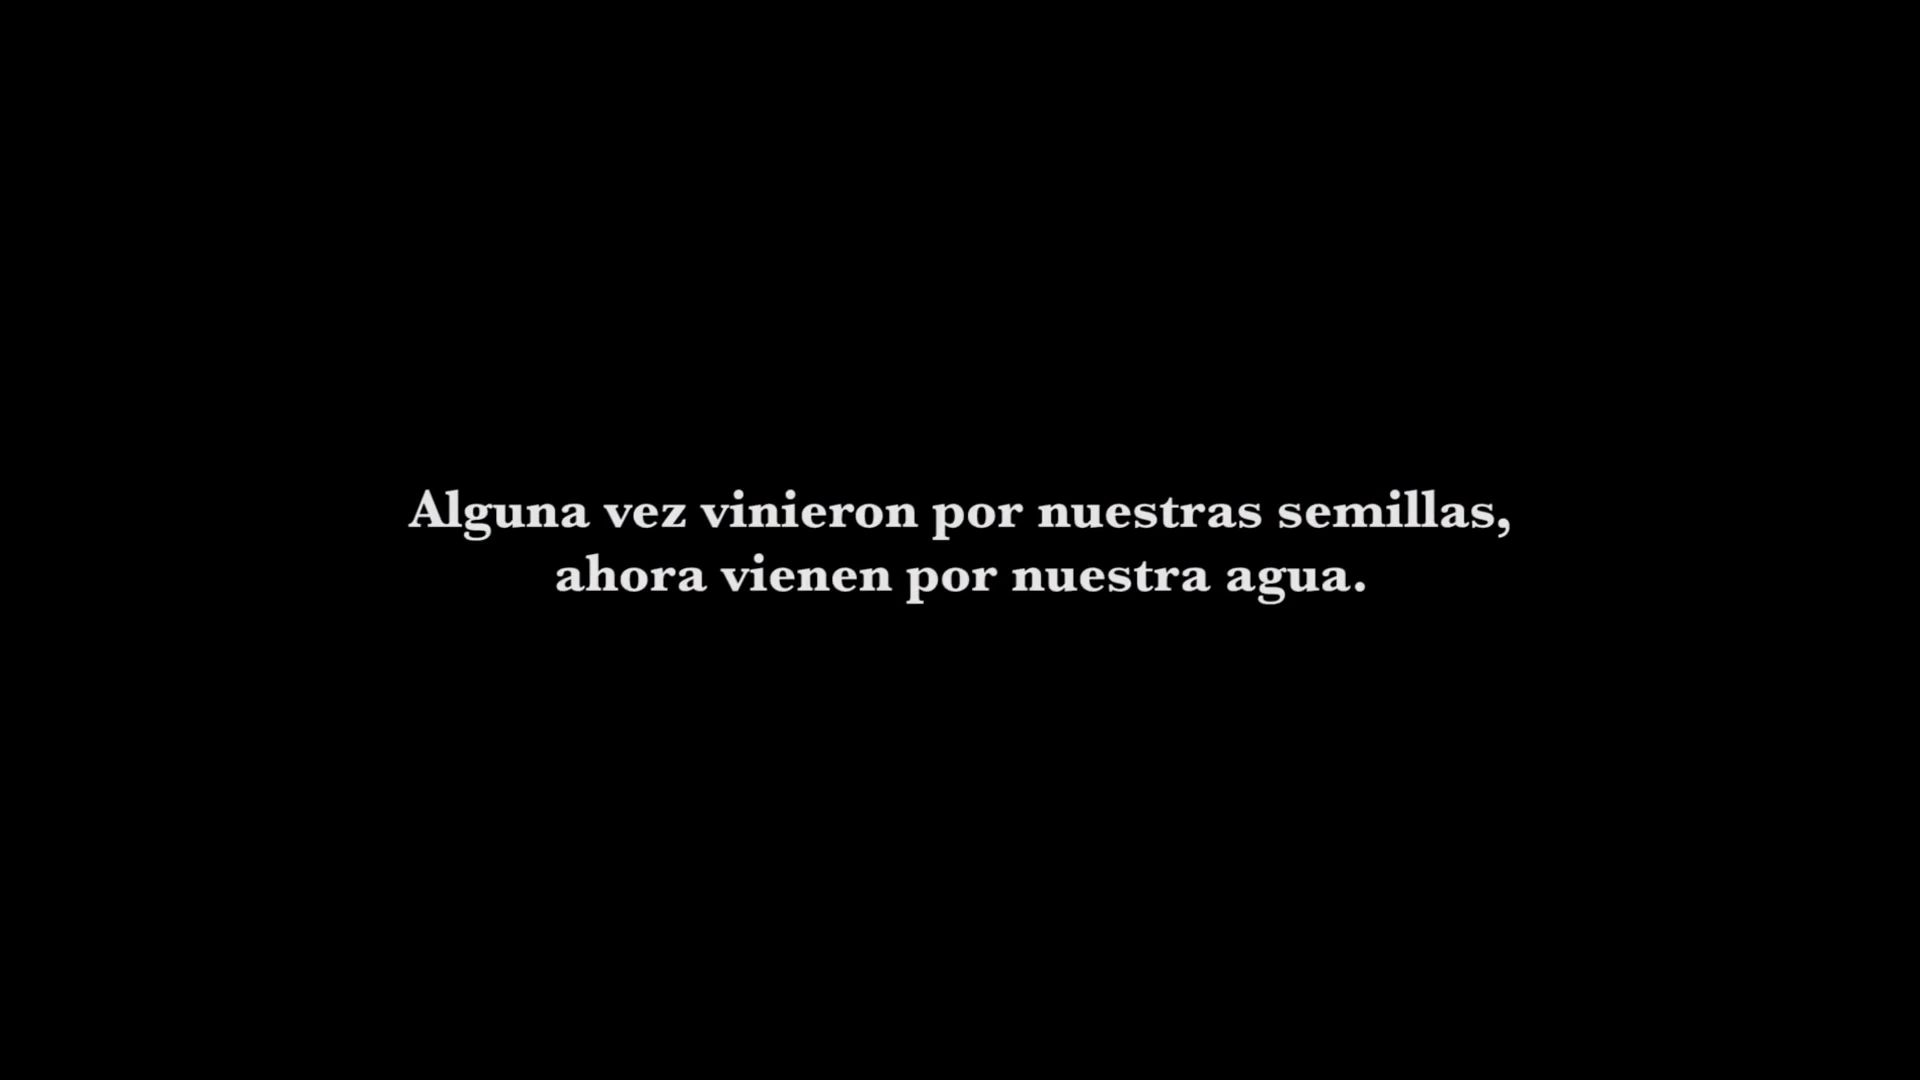 Alguna vez vinieron por nuestras semillas,
ahora vienen por nuestra agua.